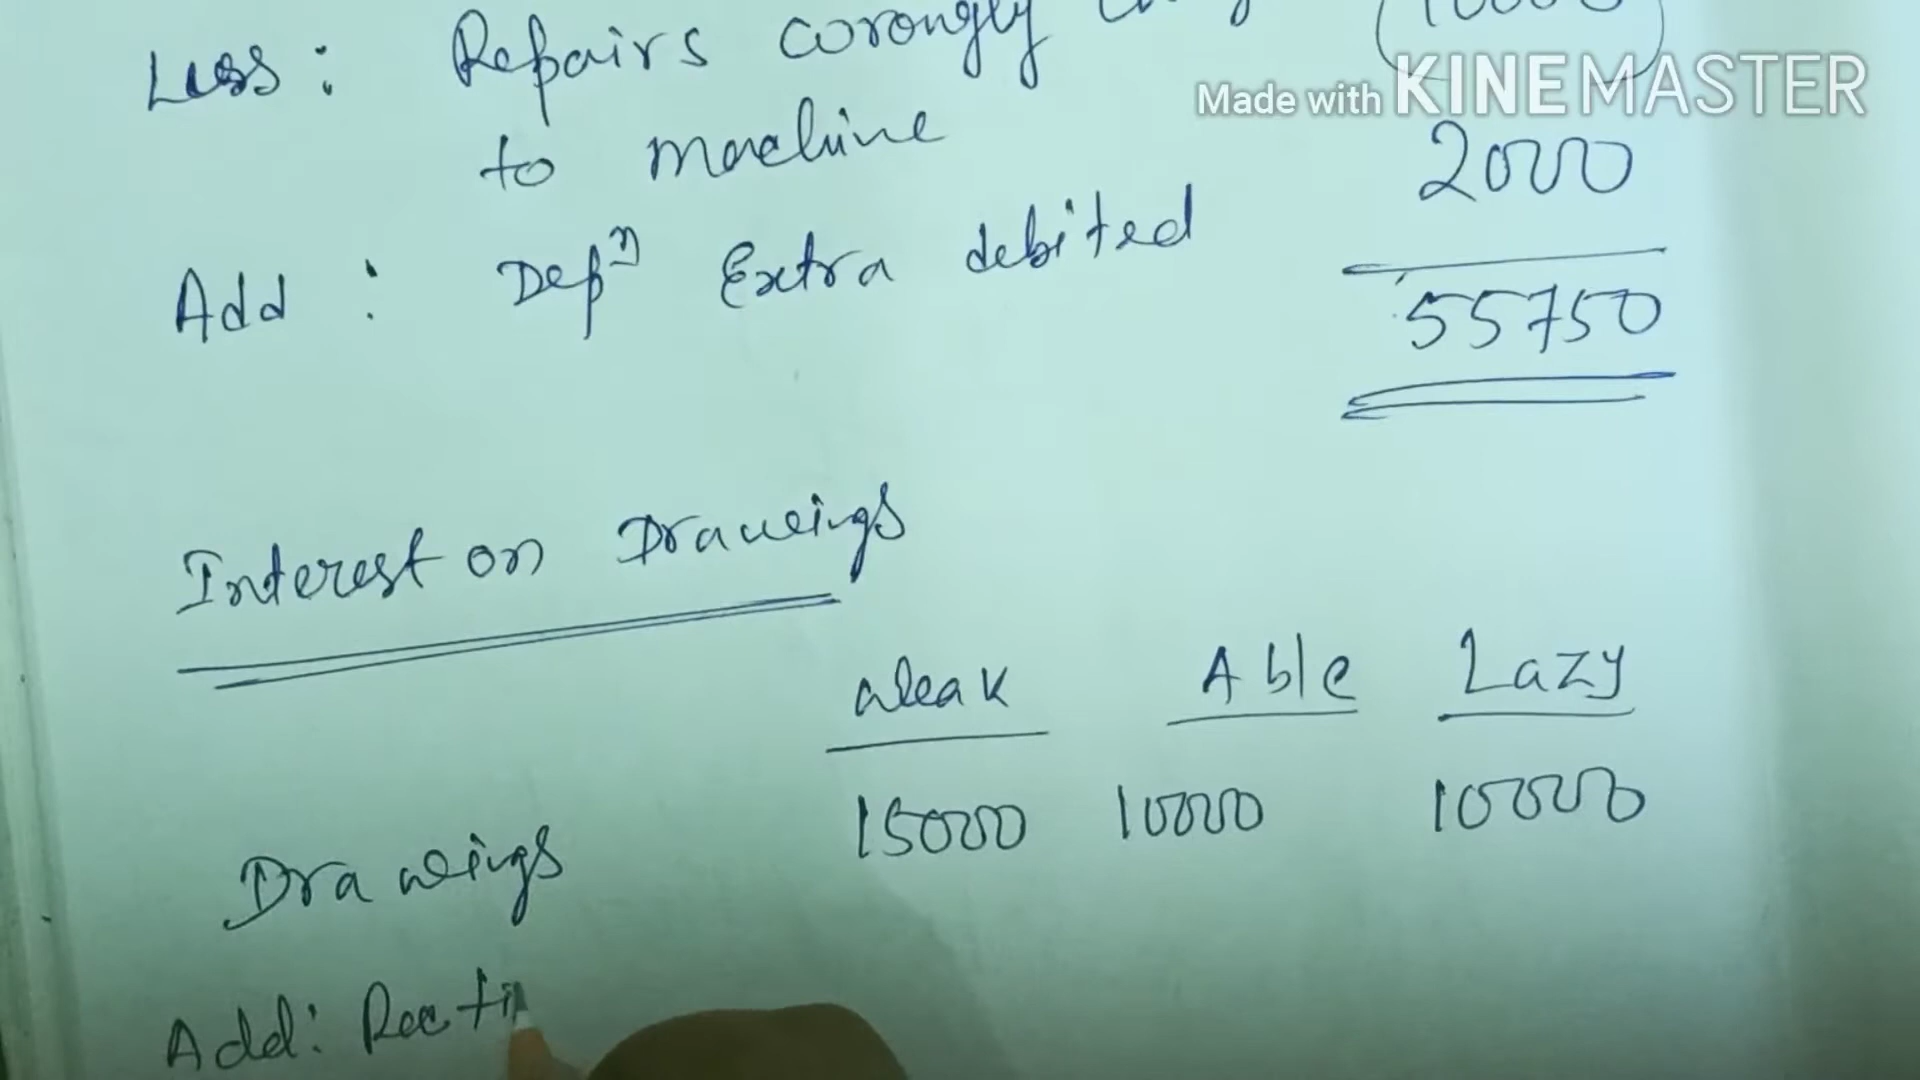 Less: Repairs wrongly
Made with KINEMASTER
to machine
2000
Add : Depn Extra debited
55750
Interest on Drawings
Weak Able Lazy
Drawings 15000 10000 10000
Add: Recti